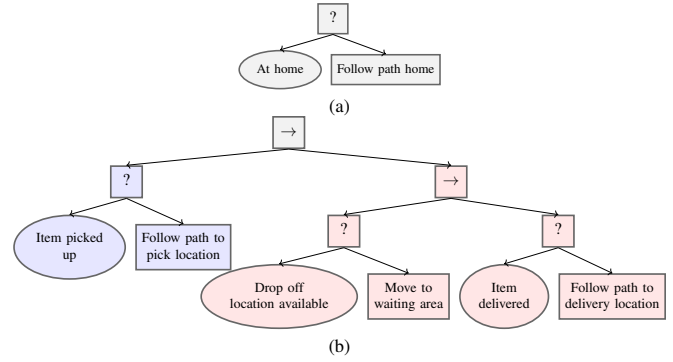 ?
At home
Follow path home
(a)
→
?
→
Item picked
up
Follow path to
pick location
?
?
Drop off
location available
Move to
waiting area
Item
delivered
Follow path to
delivery location
(b)